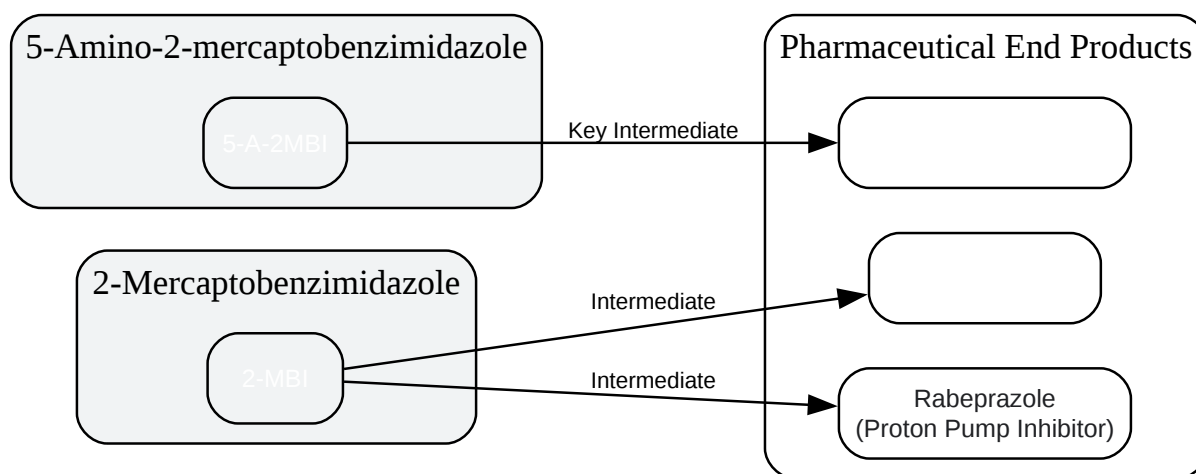 5-Amino-2-mercaptobenzimidazole
5-A-2MBI
Key Intermediate
Pharmaceutical End Products
2-Mercaptobenzimidazole
2-MBI
Intermediate
Intermediate
Rabeprazole
(Proton Pump Inhibitor)